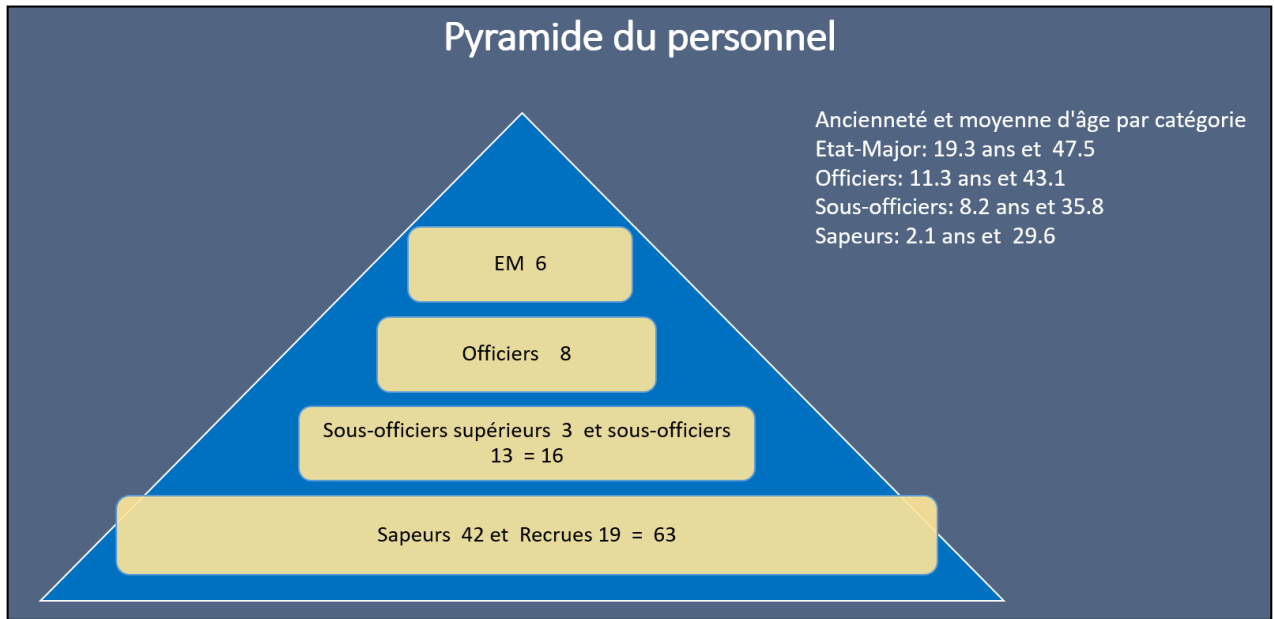 Pyramide du personnel
Ancienneté et moyenne d'âge par catégorie
Etat-Major: 19.3 ans et 47.5
Officiers: 11.3 ans et 43.1
Sous-officiers: 8.2 ans et 35.8
Sapeurs: 2.1 ans et 29.6
EM 6
Officiers 8
Sous-officiers supérieurs 3 et sous-officiers
13 = 16
Sapeurs 42 et Recrues 19 = 63